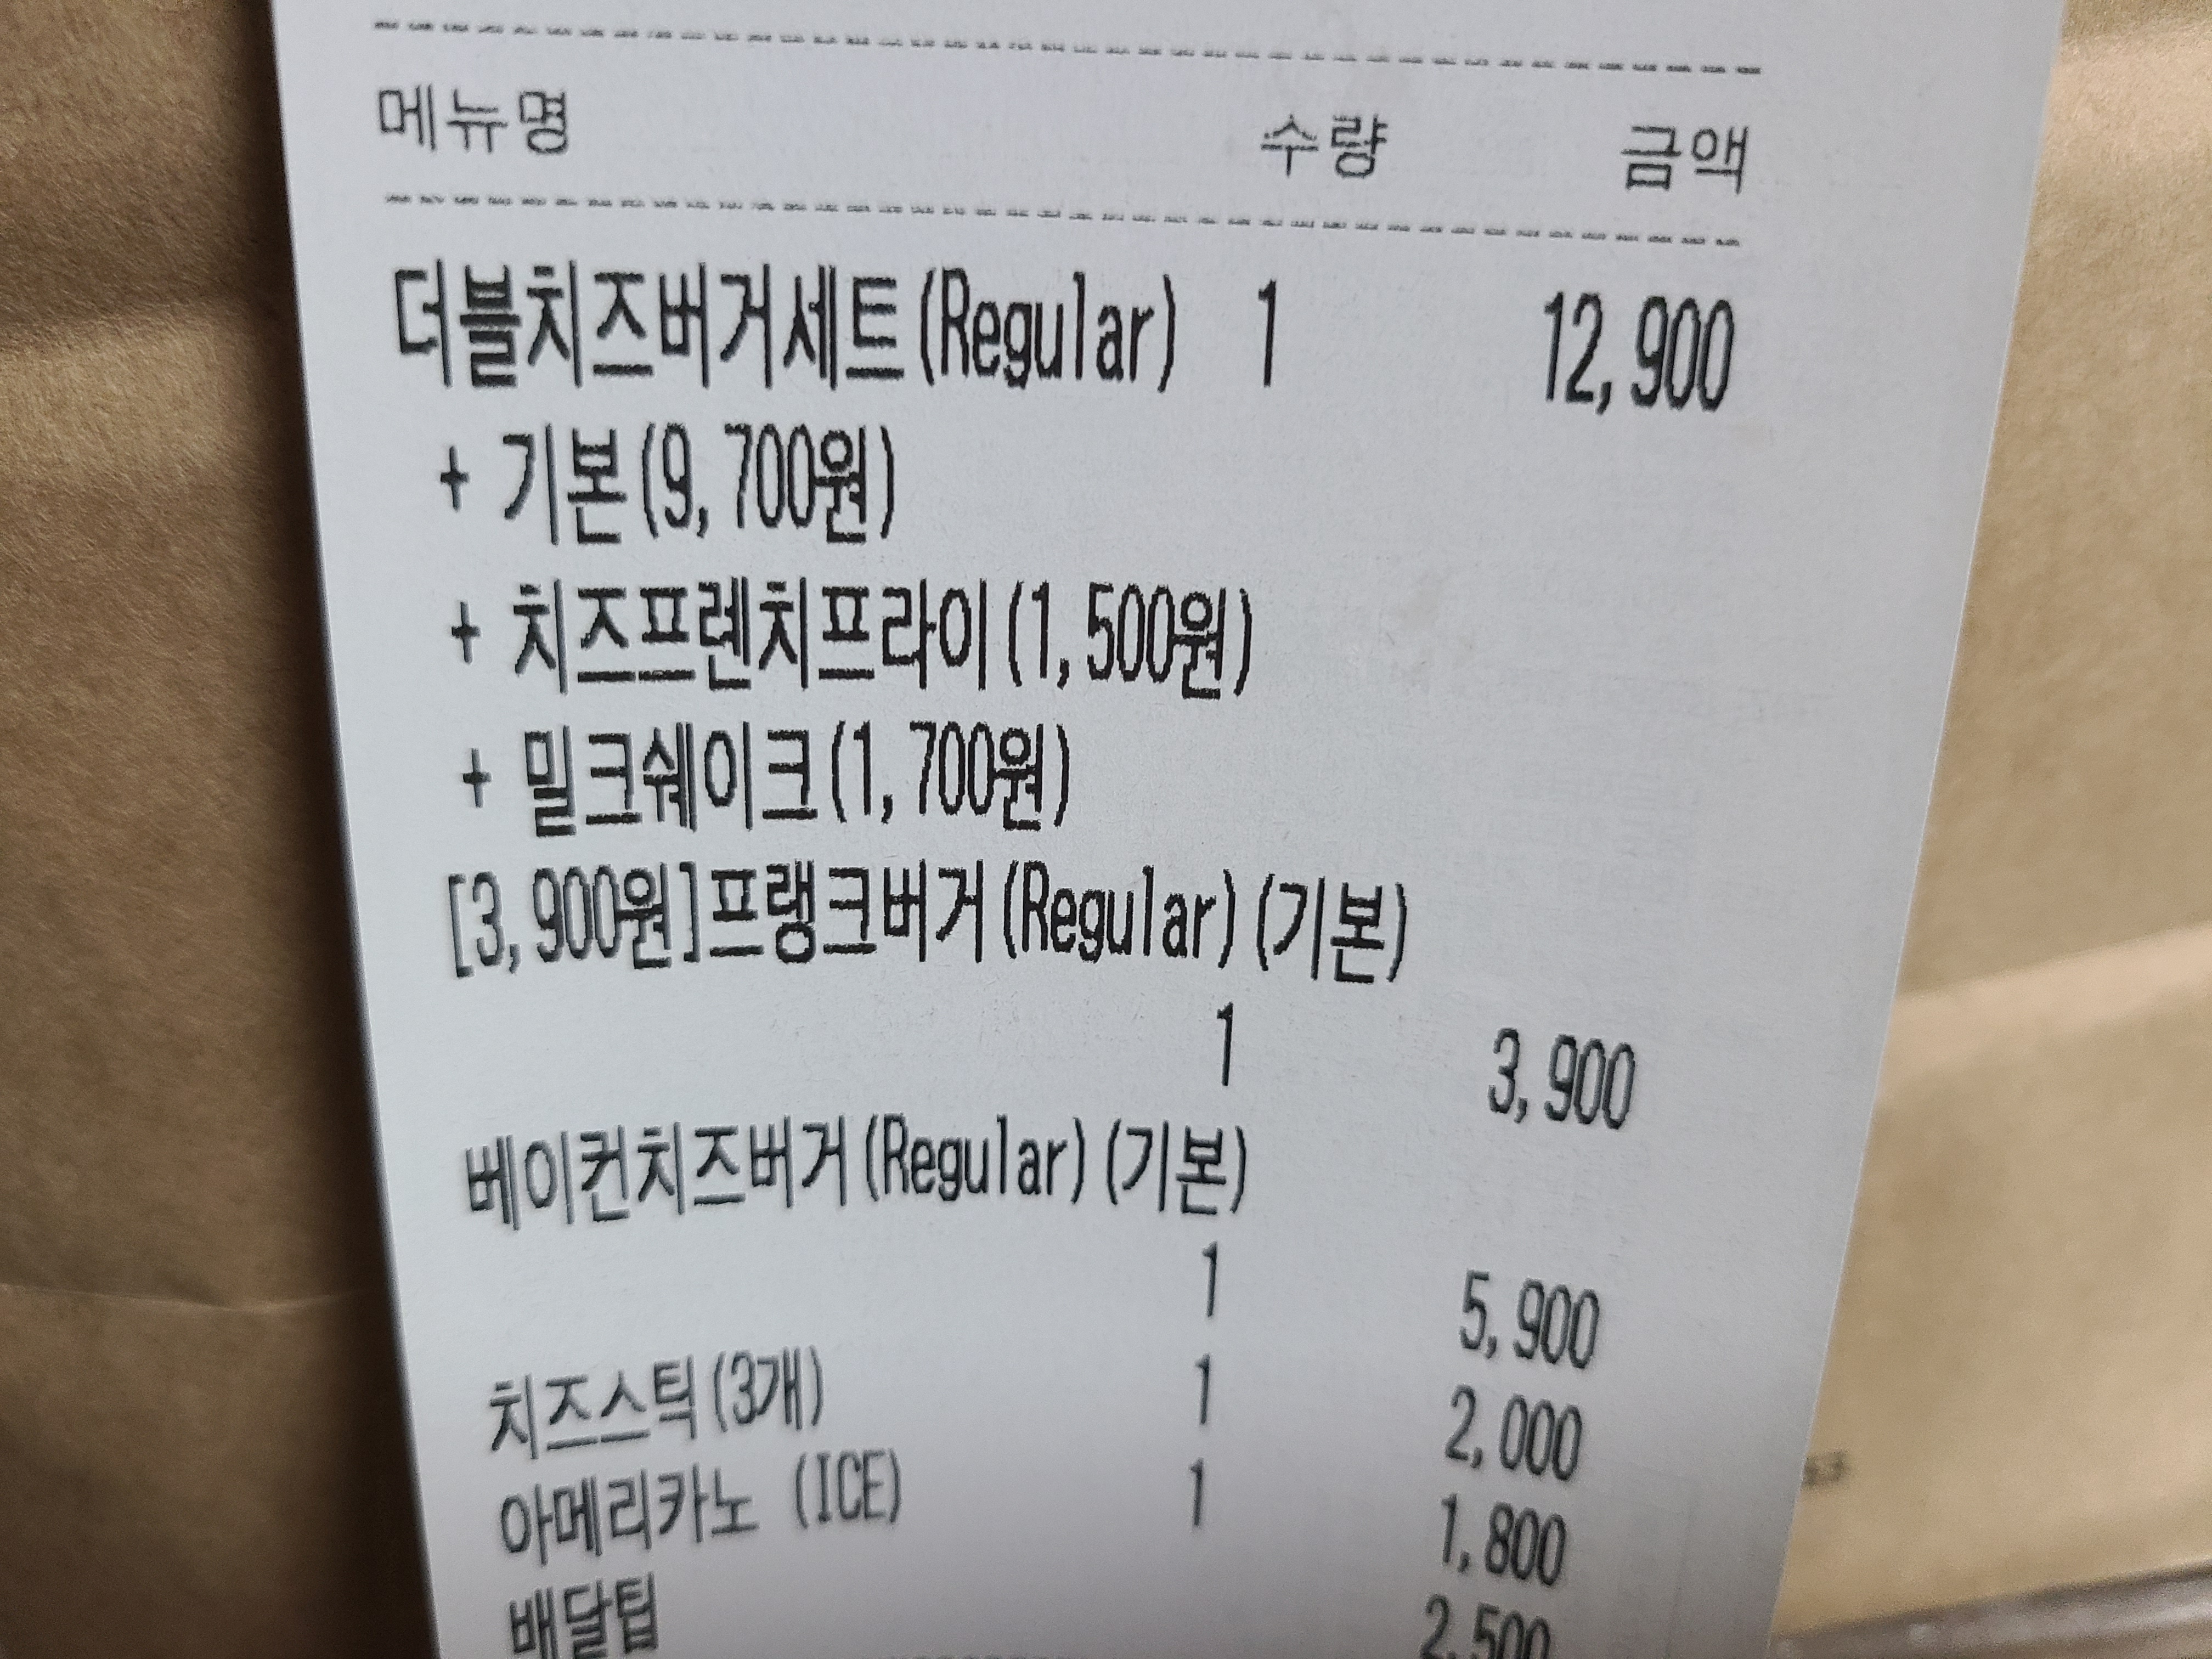 메뉴명 수량 금액
더블치즈버거세트(Regular) 1 12,900
+ 기본(9,700원)
+ 치즈프렌치프라이(1,500원)
+ 밀크쉐이크(1,700원)
[3,900원]프랭크버거(Regular)(기본)
1 3,900
베이컨치즈버거(Regular)(기본)
1 5,900
치즈스틱(3개) 1 2,000
아메리카노 (ICE) 1 1,800
배달팁 2,500